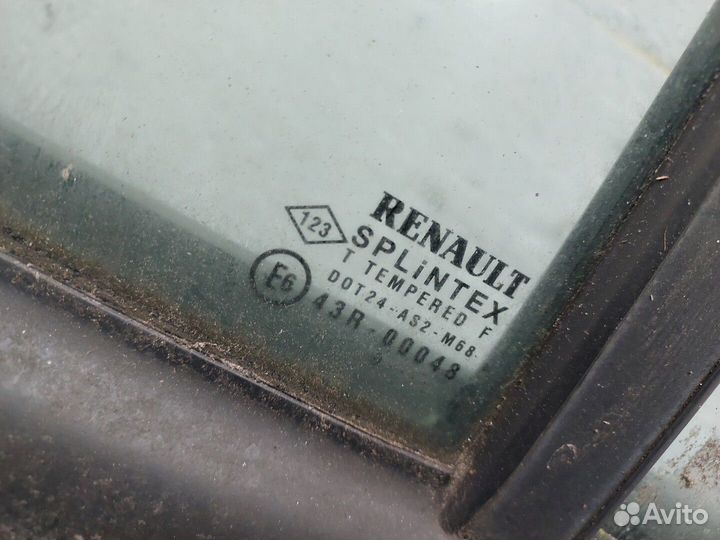 RENAULT
123 SPLiNTEX
T TEMPERED F
DOT24-AS2-M68
E6 43R-00048
Avito